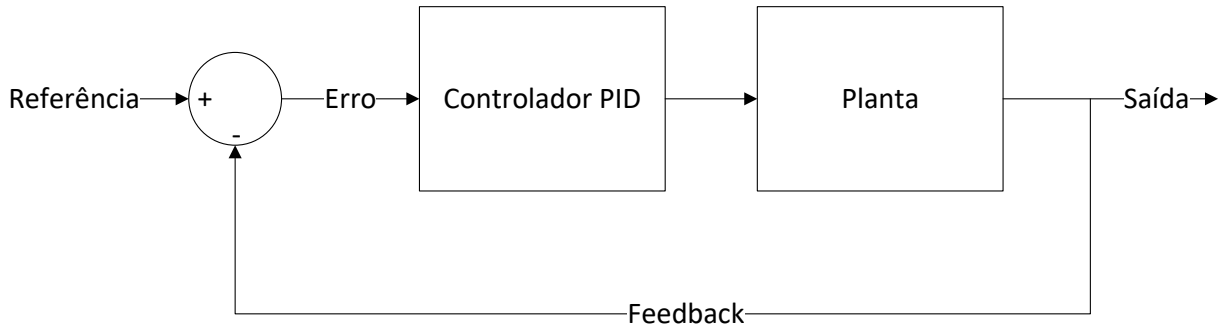 Referência
+
-
Erro
Controlador PID
Planta
Saída
Feedback